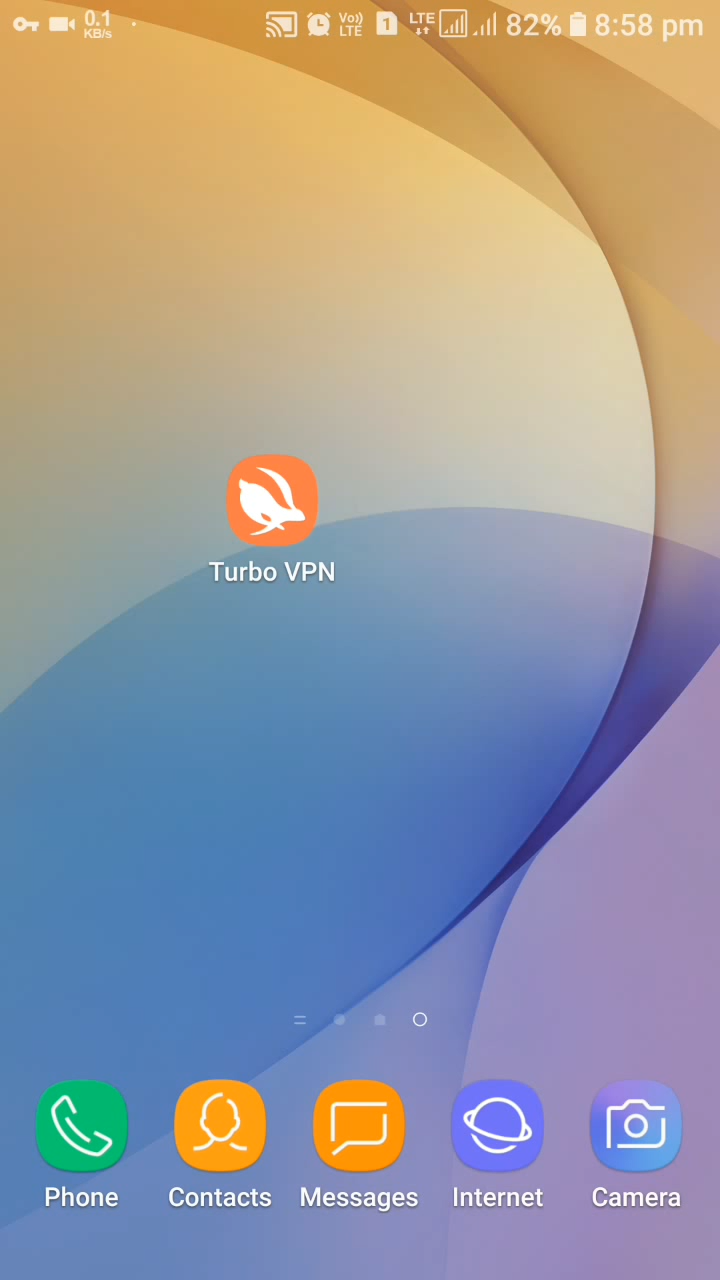 0.1
KB/s
Vo))
LTE
1
LTE
82%
8:58 pm
Turbo VPN
Phone
Contacts
Messages
Internet
Camera